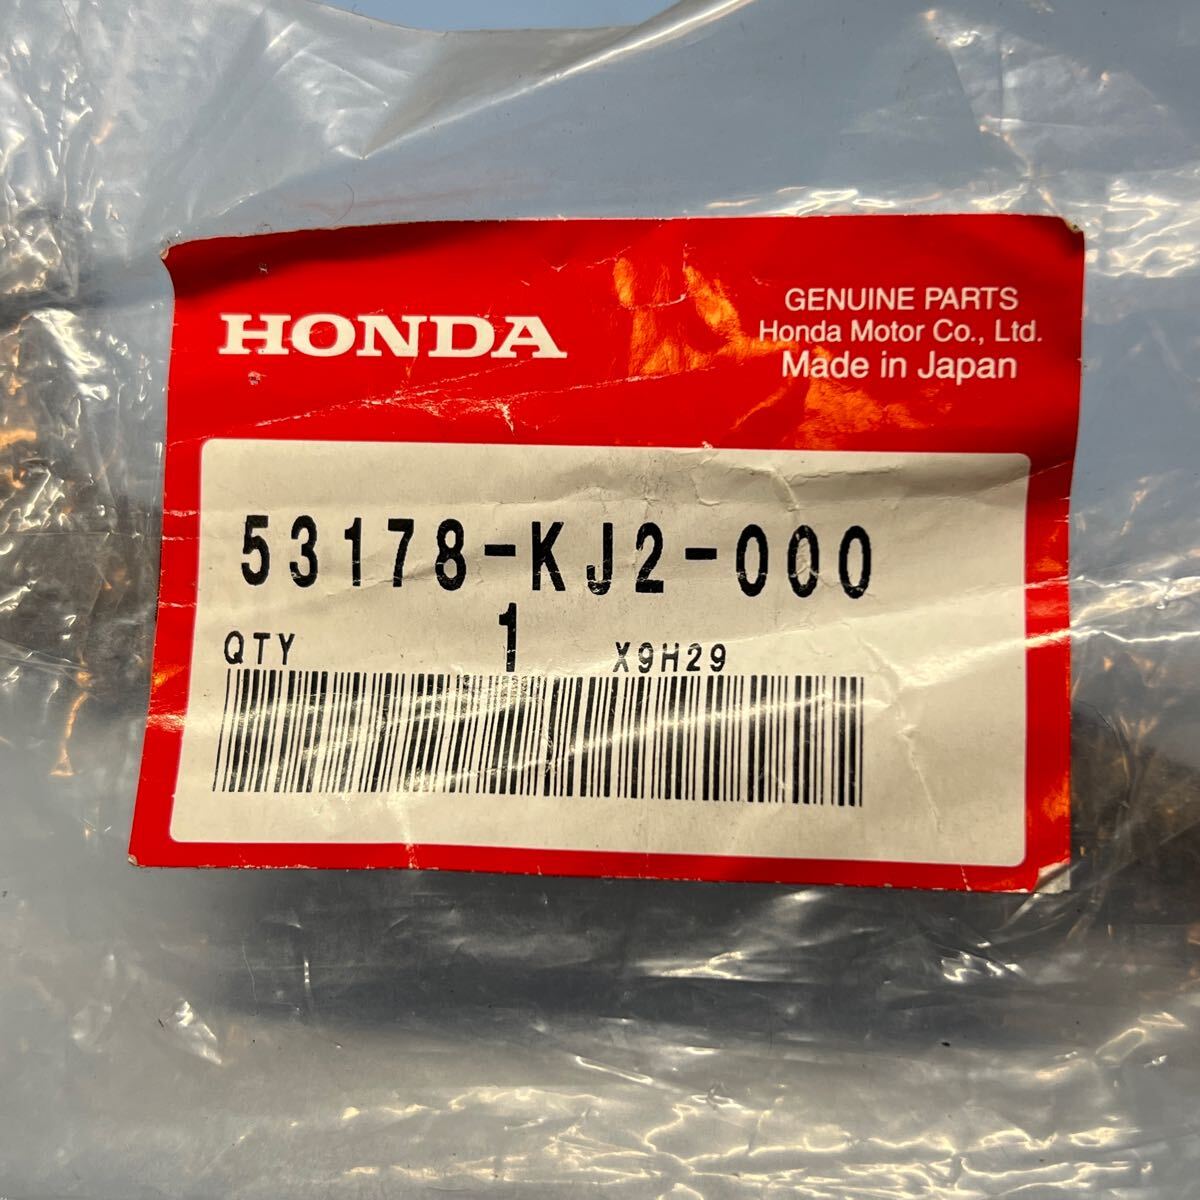 HONDA
GENUINE PARTS
Honda Motor Co., Ltd.
Made in Japan
53178-KJ2-000
QTY 1 X9H29